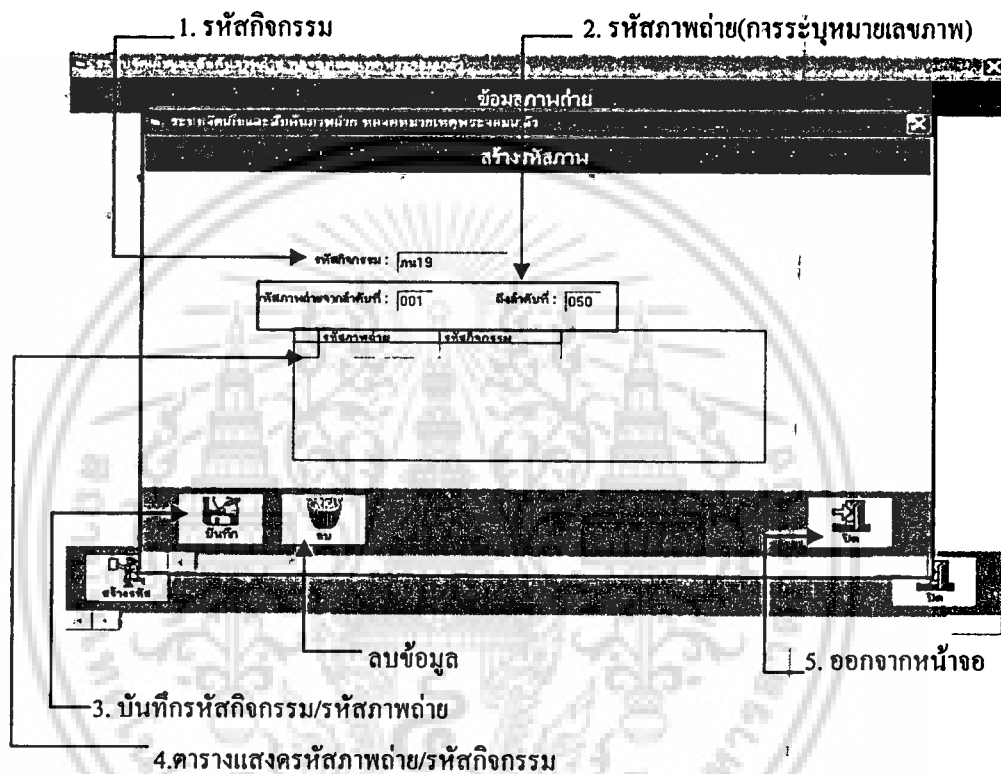 1. รหัสกิจกรรม
2. รหัสภาพถ่าย(การระบุหมายเลขภาพ)
ข้อมูลภาพถ่าย
สร้างรหัสภาพ
รหัสกิจกรรม : ภน19
รหัสภาพถ่ายจากลำดับที่ : 001 ถึงลำดับที่ : 050
รหัสภาพถ่าย รหัสกิจกรรม
บันทึก ลบ ปิด
สร้างรหัส ปิด
ลบข้อมูล
5. ออกจากหน้าจอ
3. บันทึกรหัสกิจกรรม/รหัสภาพถ่าย
4.ตารางแสดงรหัสภาพถ่าย/รหัสกิจกรรม